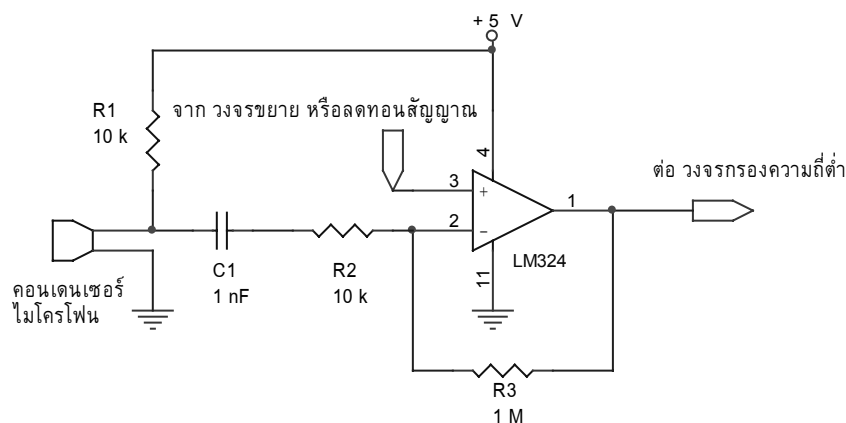 + 5 V
R1
10 k
จาก วงจรขยาย หรือลดทอนสัญญาณ
4
3
+
1
ต่อ วงจรกรองความถี่ต่ำ
2
−
LM324
11
C1
1 nF
R2
10 k
คอนเดนเซอร์
ไมโครโฟน
R3
1 M